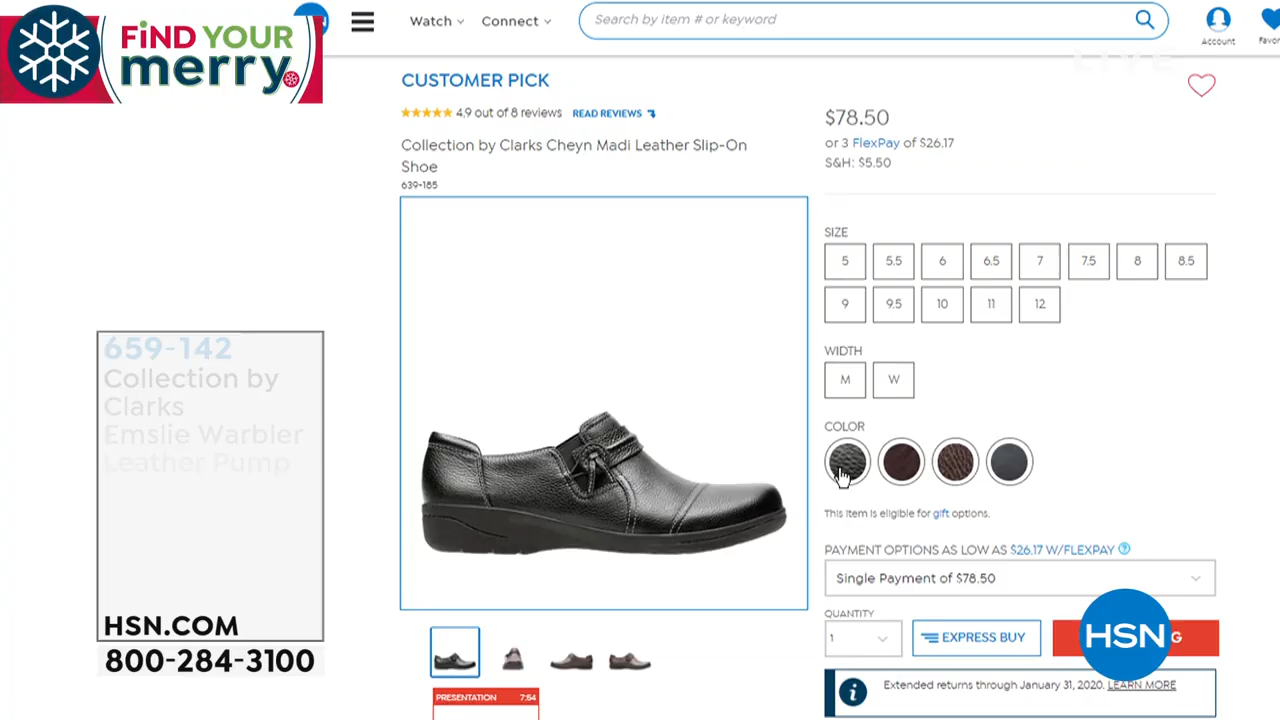 FiND YOUR
merry.
Watch
Connect
Search by item # or keyword
Account
LIVE
CUSTOMER PICK
4.9 out of 8 reviews READ REVIEWS
Collection by Clarks Cheyn Madi Leather Slip-On
Shoe
639-185
$78.50
or 3 FlexPay of $26.17
S&H: $5.50
SIZE
5 5.5 6 6.5 7 7.5 8 8.5
9 9.5 10 11 12
WIDTH
M W
COLOR
This item is eligible for gift options.
PAYMENT OPTIONS AS LOW AS $26.17 W/FLEXPAY ?
Single Payment of $78.50
QUANTITY
1
EXPRESS BUY
G
HSN
Extended returns through January 31, 2020. LEARN MORE
PRESENTATION 7:54
659-142
Collection by
Clarks
Emslie Warbler
Leather Pump
HSN.COM
800-284-3100